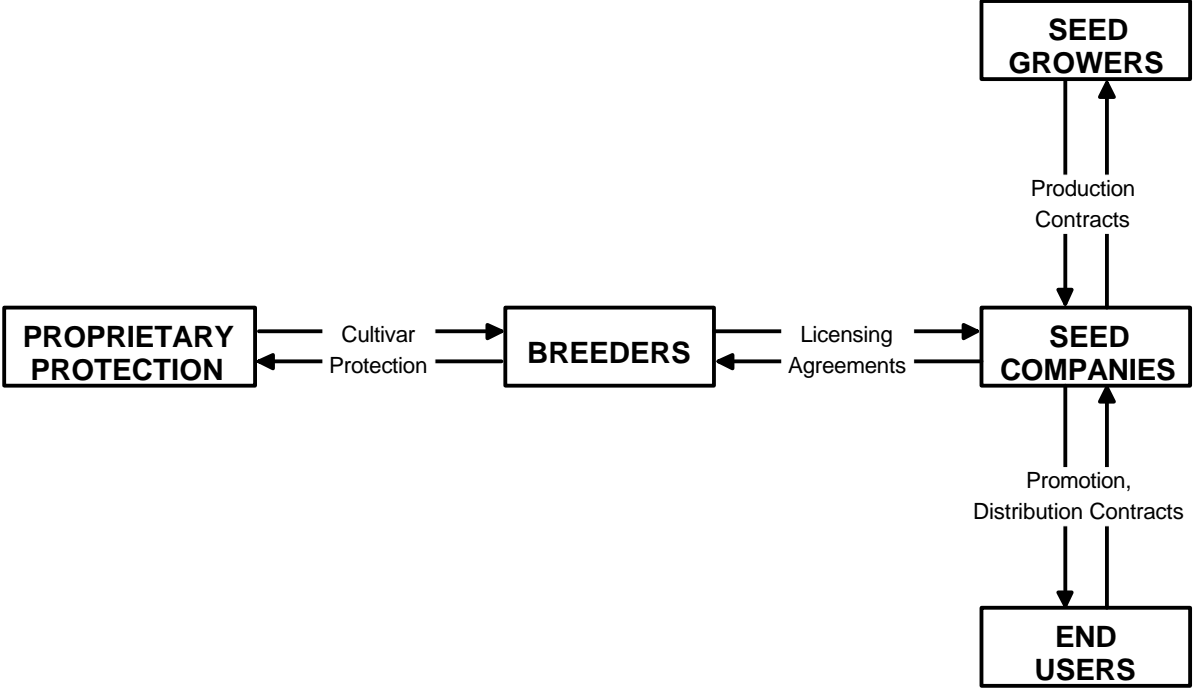 SEED
GROWERS
Production
Contracts
PROPRIETARY
PROTECTION
Cultivar
Protection
BREEDERS
Licensing
Agreements
SEED
COMPANIES
Promotion,
Distribution Contracts
END
USERS